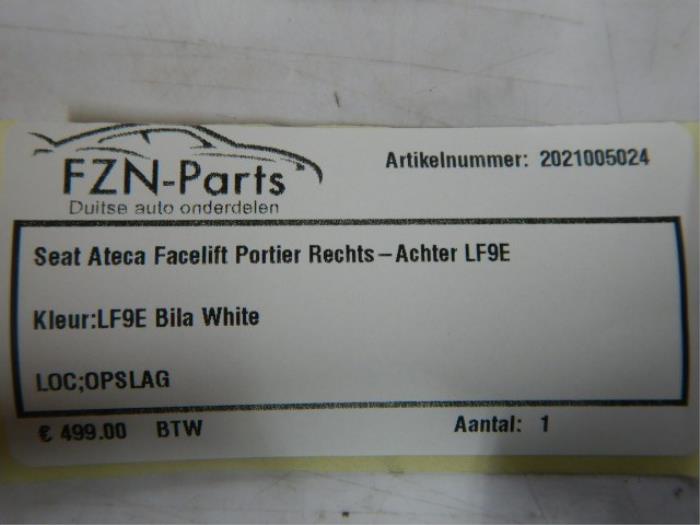 FZN-Parts
Duitse auto onderdelen
Artikelnummer: 2021005024
Seat Ateca Facelift Portier Rechts-Achter LF9E
Kleur:LF9E Bila White
LOC;OPSLAG
€ 499.00 BTW Aantal: 1